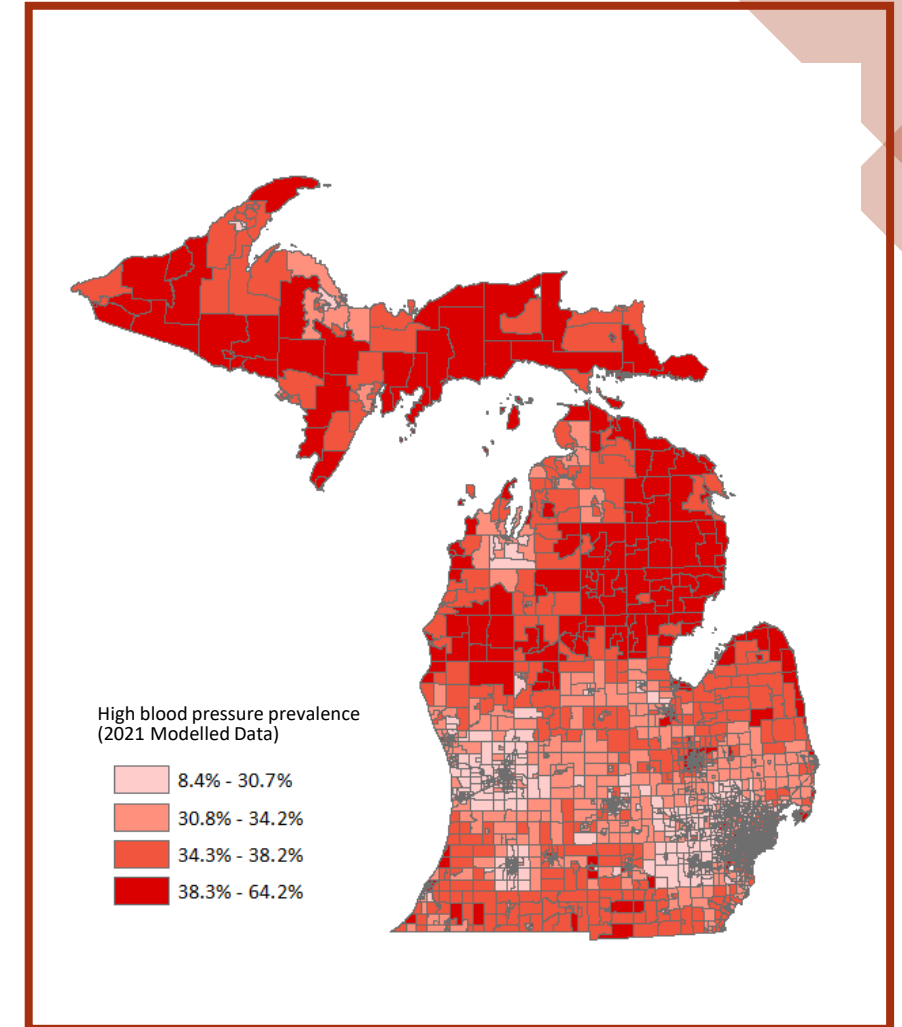 High blood pressure prevalence
(2021 Modelled Data)
8.4% - 30.7%
30.8% - 34.2%
34.3% - 38.2%
38.3% - 64.2%